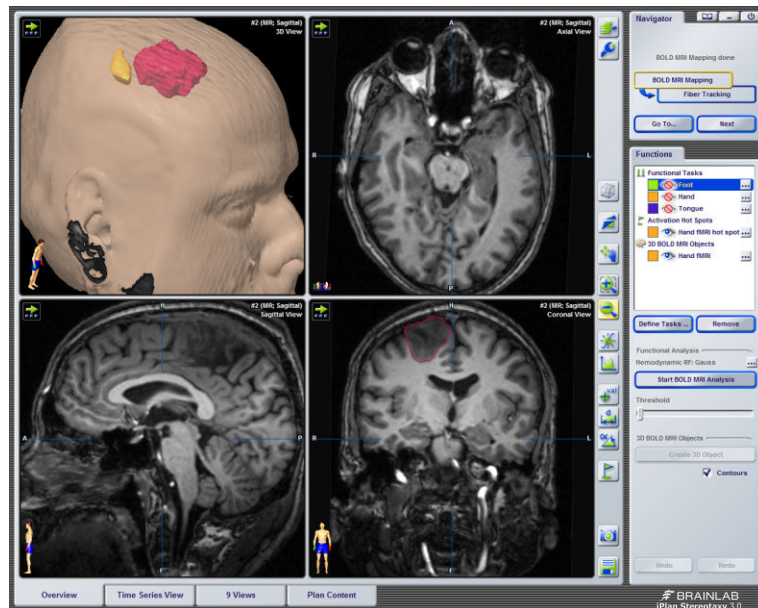 #2 (MR; Sagittal)
3D View
A
#2 (MR; Sagittal)
Axial View
R
L
P
#2 (MR; Sagittal)
Sagittal View
H
A
P
F
#2 (MR; Sagittal)
Coronal View
H
R
L
F
val
Navigator
BOLD MRI Mapping done
BOLD MRI Mapping
Fiber Tracking
Go To...
Next
Functions
Functional Tasks
Foot
...
Hand
...
Tongue
...
Activation Hot Spots
Hand fMRI hot spot
...
3D BOLD MRI Objects
Hand fMRI
...
Define Tasks ...
Remove
Functional Analysis
Hemodynamic RF: Gauss
...
Start BOLD MRI Analysis
Threshold
3D BOLD MRI Objects
Create 3D Object
Contours
Undo
Redo
Overview
Time Series View
9 Views
Plan Content
BRAINLAB
iPlan Stereotaxy 3.0